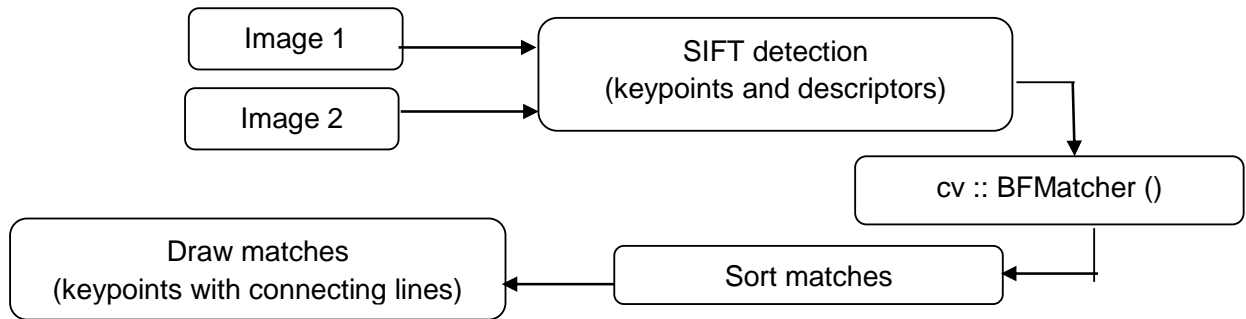 Image 1
SIFT detection
(keypoints and descriptors)
Image 2
cv :: BFMatcher ()
Sort matches
Draw matches
(keypoints with connecting lines)